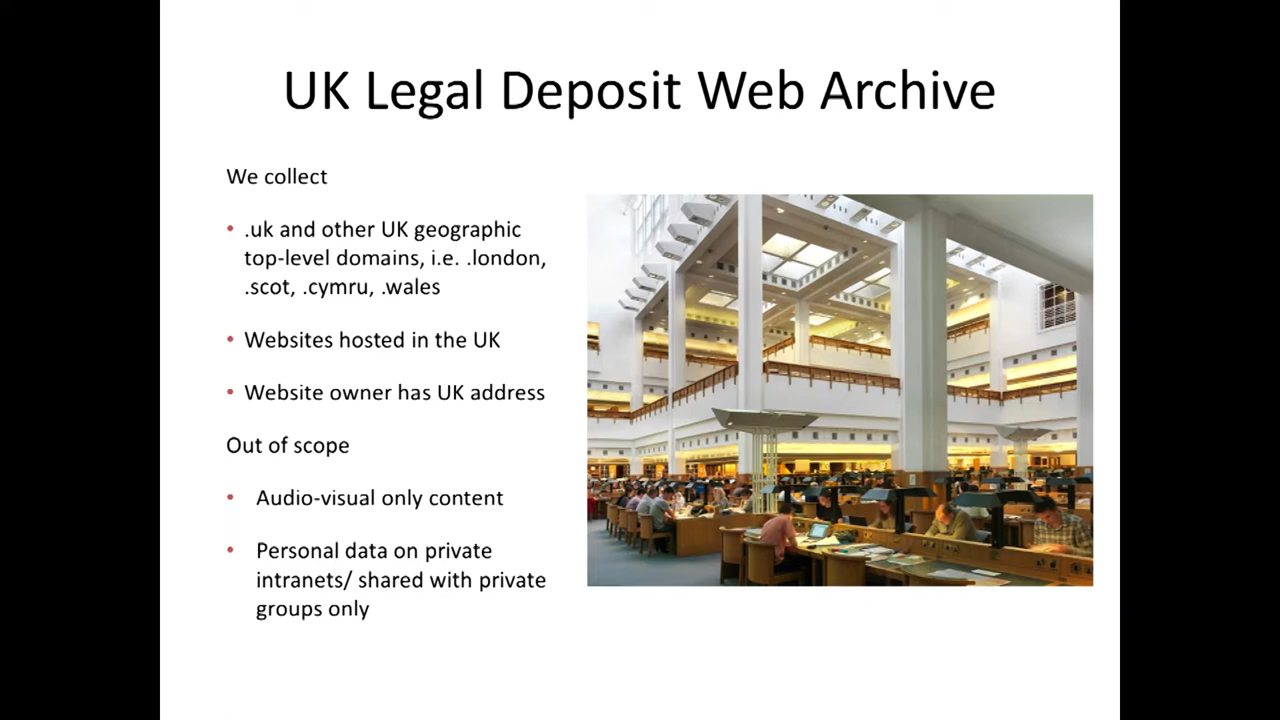 UK Legal Deposit Web Archive
We collect
• .uk and other UK geographic
top-level domains, i.e. .london,
.scot, .cymru, .wales
• Websites hosted in the UK
• Website owner has UK address
Out of scope
• Audio-visual only content
• Personal data on private
intranets/ shared with private
groups only